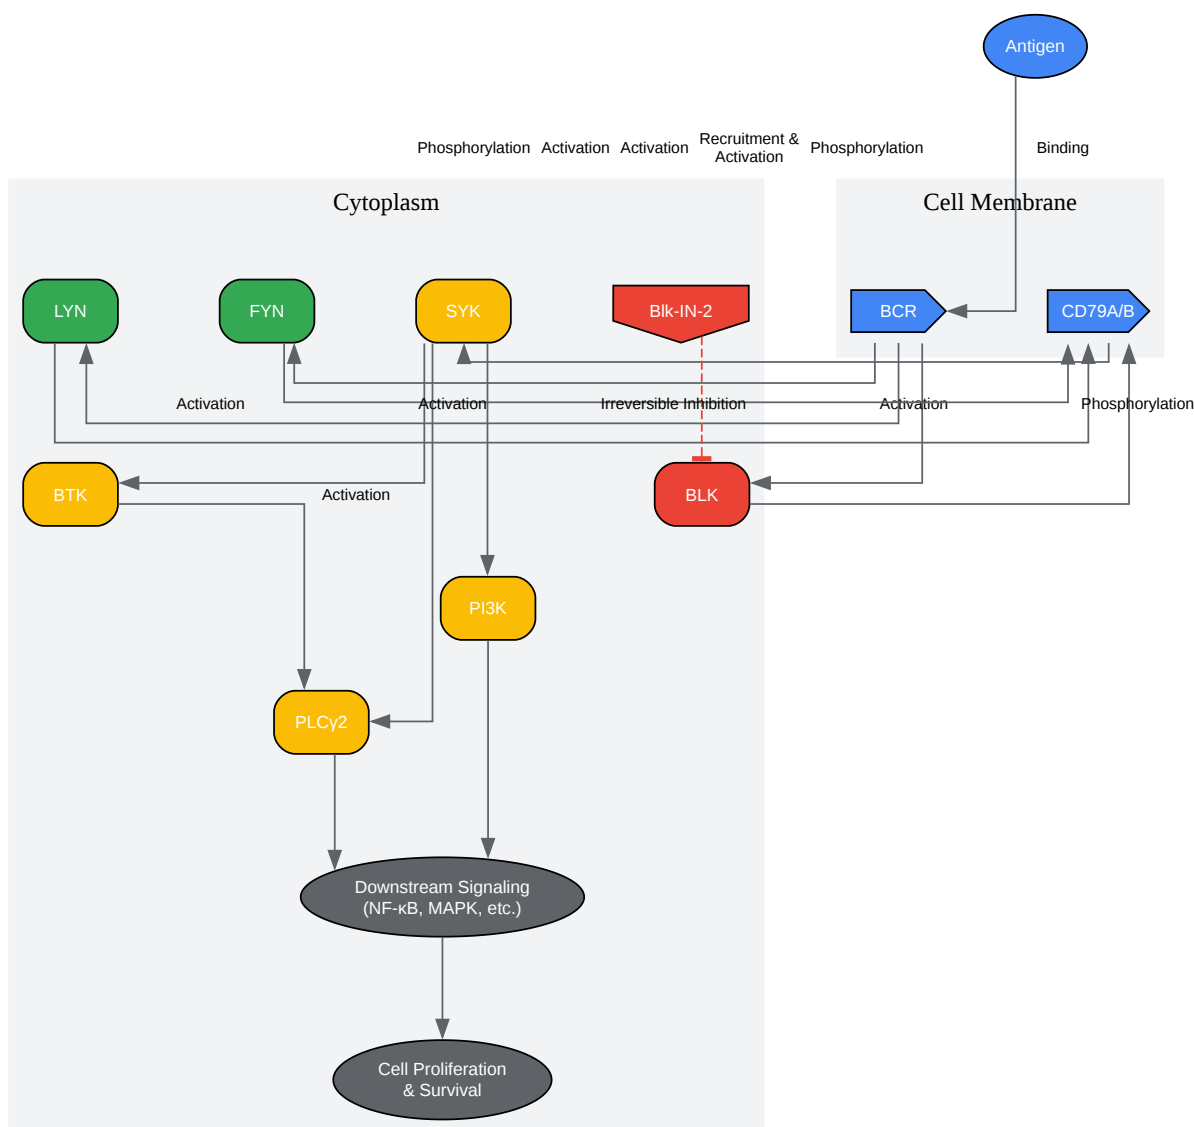 Antigen
Phosphorylation
Activation
Activation
Recruitment &
Activation
Phosphorylation
Binding
Cytoplasm
Cell Membrane
LYN
FYN
SYK
Blk-IN-2
BCR
CD79A/B
Activation
Activation
Irreversible Inhibition
Activation
Phosphorylation
BTK
Activation
BLK
PI3K
PLCγ2
Downstream Signaling
(NF-κB, MAPK, etc.)
Cell Proliferation
& Survival